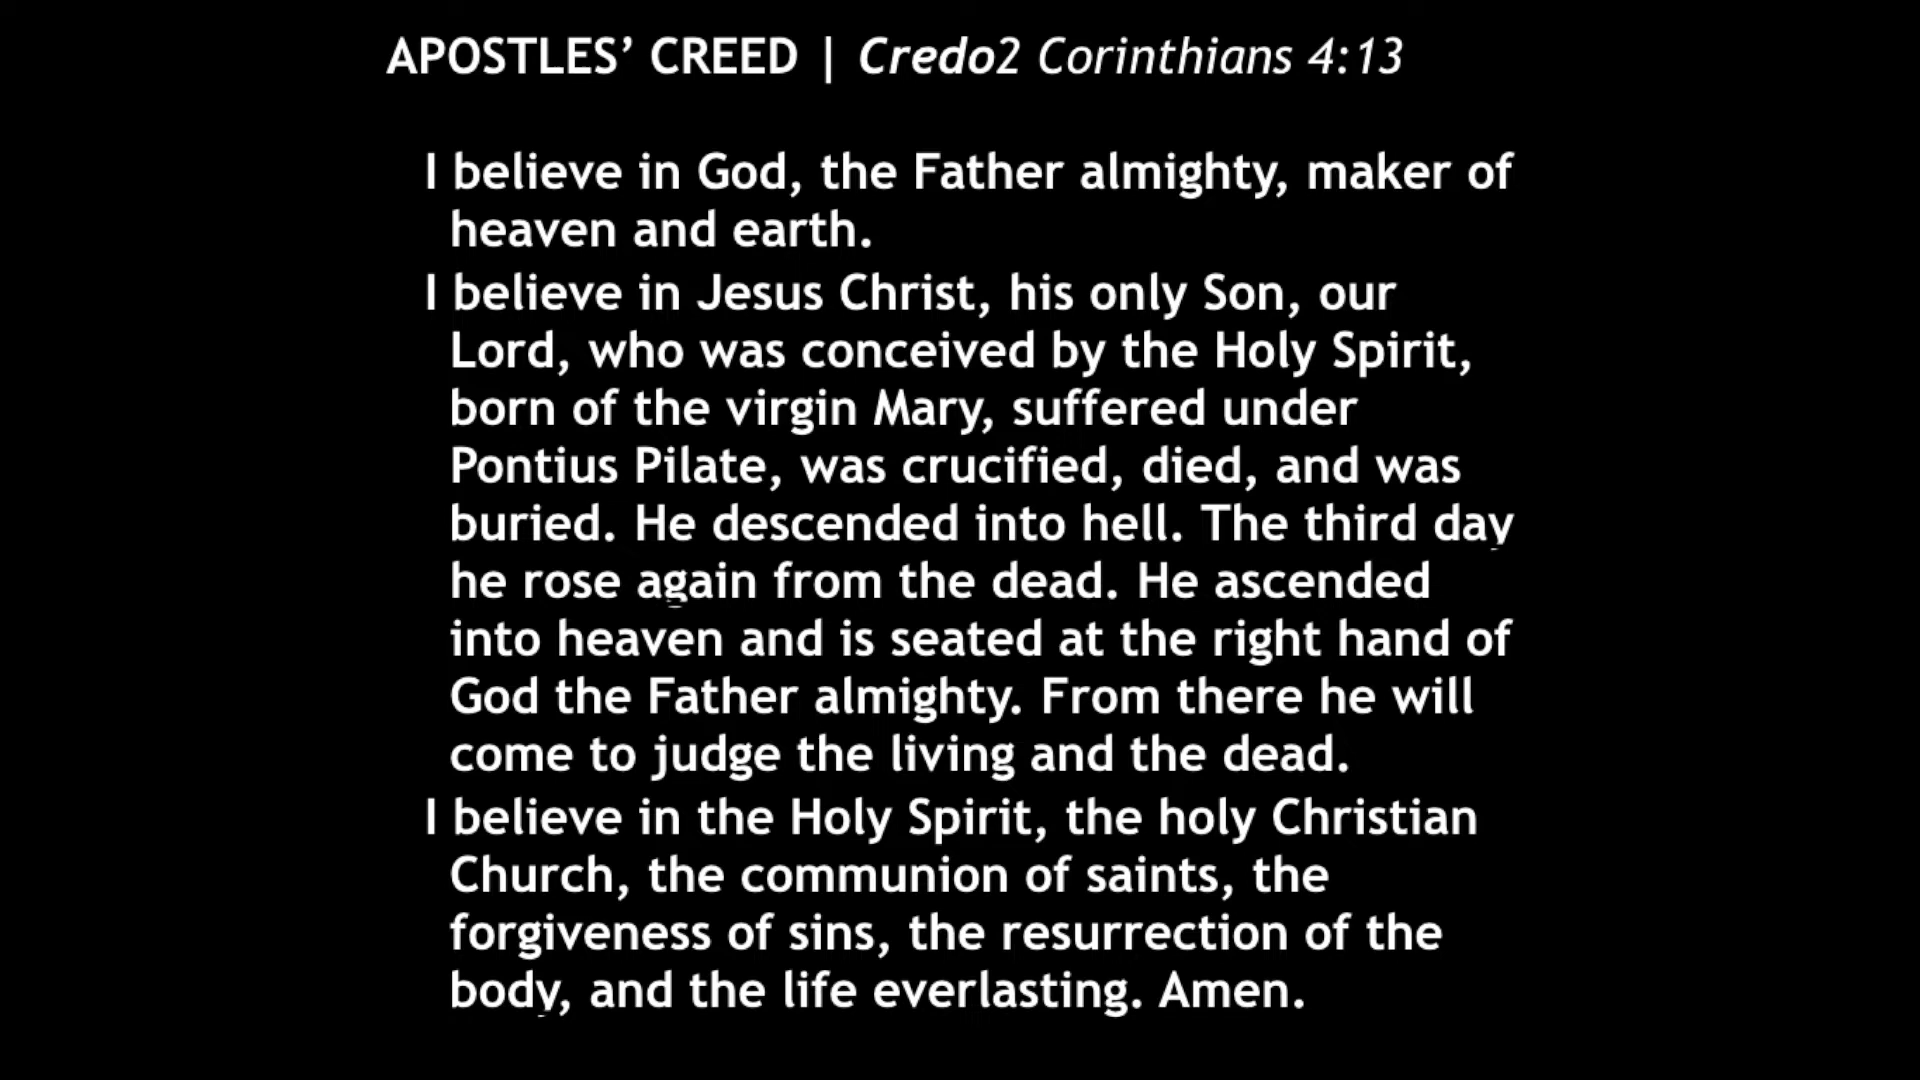 APOSTLES’ CREED | Credo2 Corinthians 4:13
I believe in God, the Father almighty, maker of
heaven and earth.
I believe in Jesus Christ, his only Son, our
Lord, who was conceived by the Holy Spirit,
born of the virgin Mary, suffered under
Pontius Pilate, was crucified, died, and was
buried. He descended into hell. The third day
he rose again from the dead. He ascended
into heaven and is seated at the right hand of
God the Father almighty. From there he will
come to judge the living and the dead.
I believe in the Holy Spirit, the holy Christian
Church, the communion of saints, the
forgiveness of sins, the resurrection of the
body, and the life everlasting. Amen.